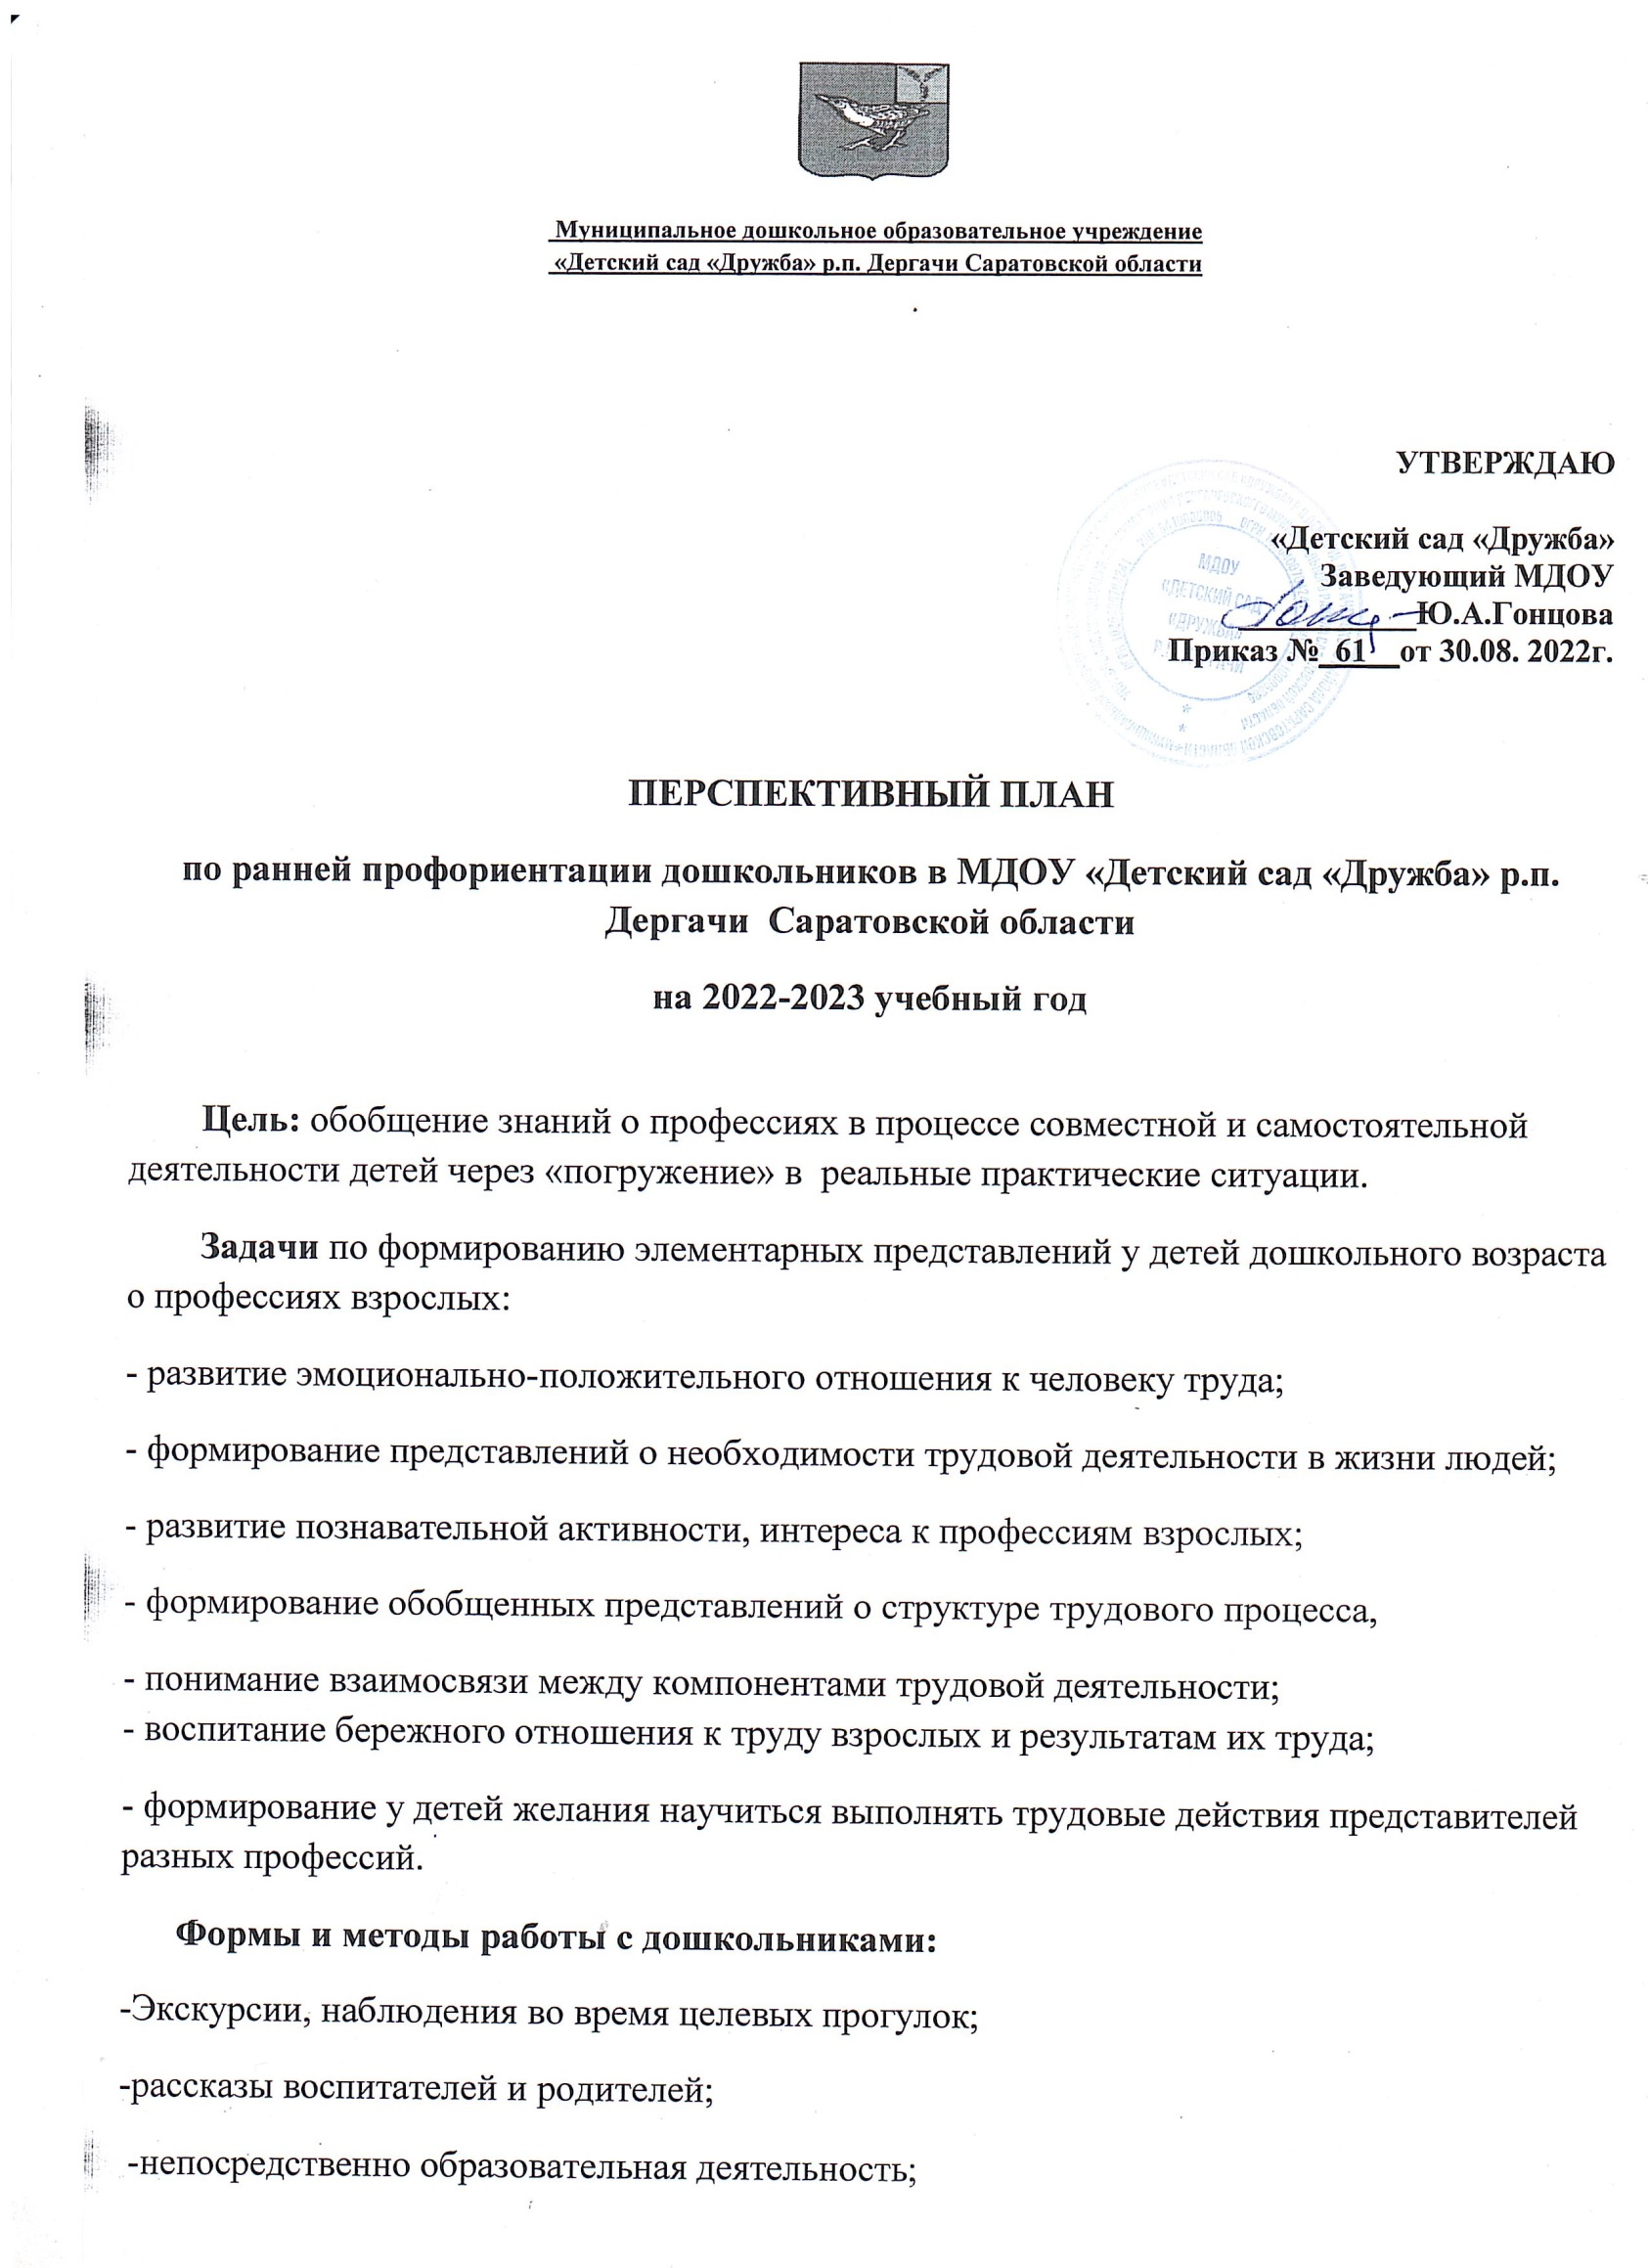 Муниципальное дошкольное образовательное учреждение
«Детский сад «Дружба» р.п. Дергачи Саратовской области
УТВЕРЖДАЮ
«Детский сад «Дружба»
Заведующий МДОУ
Ю.А.Гонцова
Приказ № 61 от 30.08. 2022г.
МДОУ
«ДЕТСКИЙ САД
«ДРУЖБА»
ПЕРСПЕКТИВНЫЙ ПЛАН
по ранней профориентации дошкольников в МДОУ «Детский сад «Дружба» р.п.
Дергачи Саратовской области
на 2022-2023 учебный год
Цель: обобщение знаний о профессиях в процессе совместной и самостоятельной
деятельности детей через «погружение» в реальные практические ситуации.
Задачи по формированию элементарных представлений у детей дошкольного возраста
о профессиях взрослых:
- развитие эмоционально-положительного отношения к человеку труда;
- формирование представлений о необходимости трудовой деятельности в жизни людей;
- развитие познавательной активности, интереса к профессиям взрослых;
- формирование обобщенных представлений о структуре трудового процесса,
- понимание взаимосвязи между компонентами трудовой деятельности;
- воспитание бережного отношения к труду взрослых и результатам их труда;
- формирование у детей желания научиться выполнять трудовые действия представителей
разных профессий.
Формы и методы работы с дошкольниками:
-Экскурсии, наблюдения во время целевых прогулок;
-рассказы воспитателей и родителей;
-непосредственно образовательная деятельность;